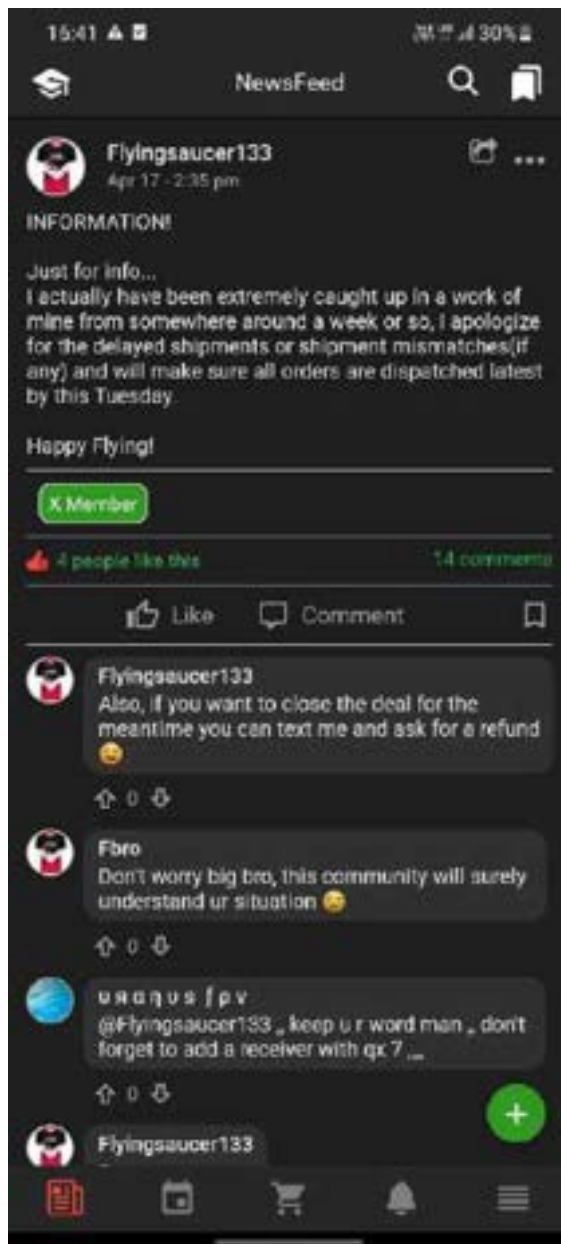 15:41
30%
NewsFeed
Flyingsaucer133
Apr 17 - 2:35 pm
INFORMATION!
Just for info...
I actually have been extremely caught up in a work of
mine from somewhere around a week or so, I apologize
for the delayed shipments or shipment mismatches(if
any) and will make sure all orders are dispatched latest
by this Tuesday
Happy Flying!
X Member
4 people like this
14 comments
Like
Comment
Flyingsaucer133
Also, if you want to close the deal for the
meantime you can text me and ask for a refund
😅
0
Fbro
Don't worry big bro, this community will surely
understand ur situation 😉
0
υяαηυs fρv
@Flyingsaucer133 ,, keep u r word man ,, don't
forget to add a receiver with qx 7 ,,,,
0
Flyingsaucer133